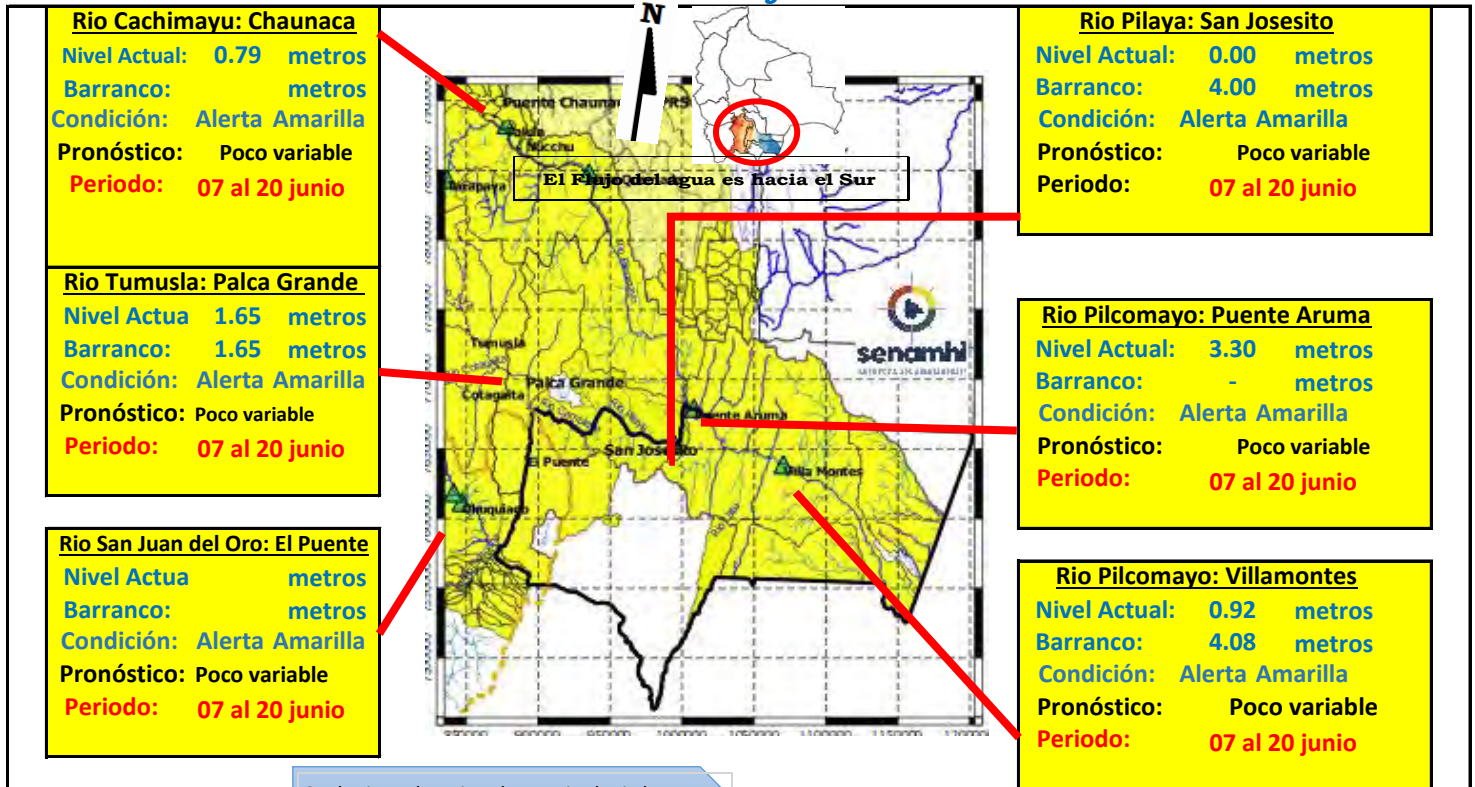 Rio Cachimayu: Chaunaca
Nivel Actual: 0.79 metros
Barranco: metros
Condición: Alerta Amarilla
Pronóstico: Poco variable
Periodo: 07 al 20 junio
Rio Tumusla: Palca Grande
Nivel Actua 1.65 metros
Barranco: 1.65 metros
Condición: Alerta Amarilla
Pronóstico: Poco variable
Periodo: 07 al 20 junio
Rio San Juan del Oro: El Puente
Nivel Actua metros
Barranco: metros
Condición: Alerta Amarilla
Pronóstico: Poco variable
Periodo: 07 al 20 junio
N
Puente Chaunaca
El Flujo del agua es hacia el Sur
Tarapaya
senamhi
Tumusla
Palca Grande
Cotagaita
Puente Aruma
San Josesito
El Puente
Villa Montes
Chuquiago
900000
950000
1000000
1050000
1100000
1150000
Rio Pilaya: San Josesito
Nivel Actual: 0.00 metros
Barranco: 4.00 metros
Condición: Alerta Amarilla
Pronóstico: Poco variable
Periodo: 07 al 20 junio
Rio Pilcomayo: Puente Aruma
Nivel Actual: 3.30 metros
Barranco: - metros
Condición: Alerta Amarilla
Pronóstico: Poco variable
Periodo: 07 al 20 junio
Rio Pilcomayo: Villamontes
Nivel Actual: 0.92 metros
Barranco: 4.08 metros
Condición: Alerta Amarilla
Pronóstico: Poco variable
Periodo: 07 al 20 junio